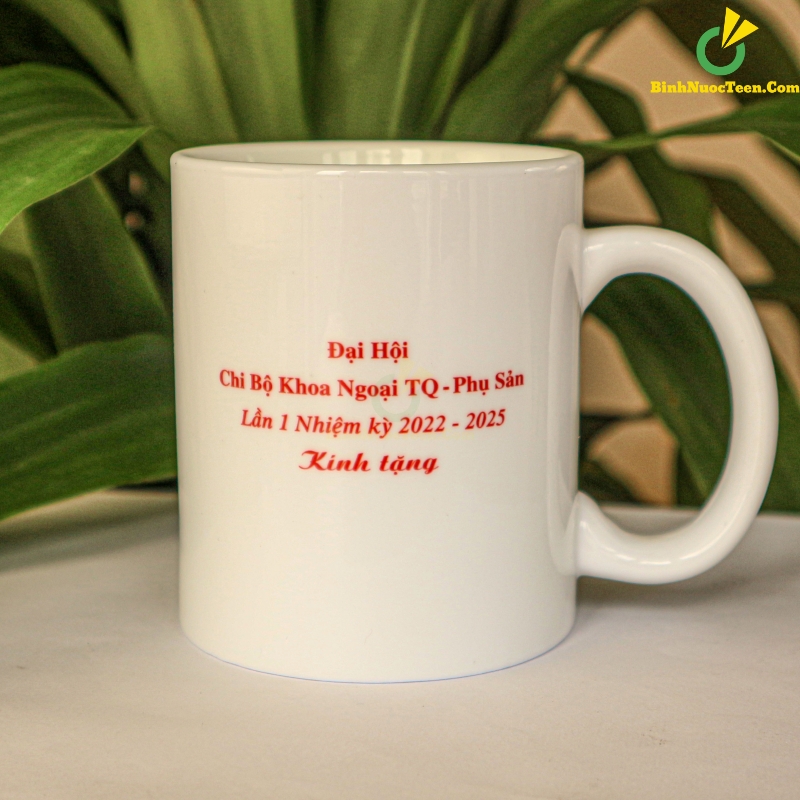 BinhNuocTeen.Com
Đại Hội
Chi Bộ Khoa Ngoại TQ - Phụ Sản
Lần 1 Nhiệm kỳ 2022 - 2025
Kính tặng